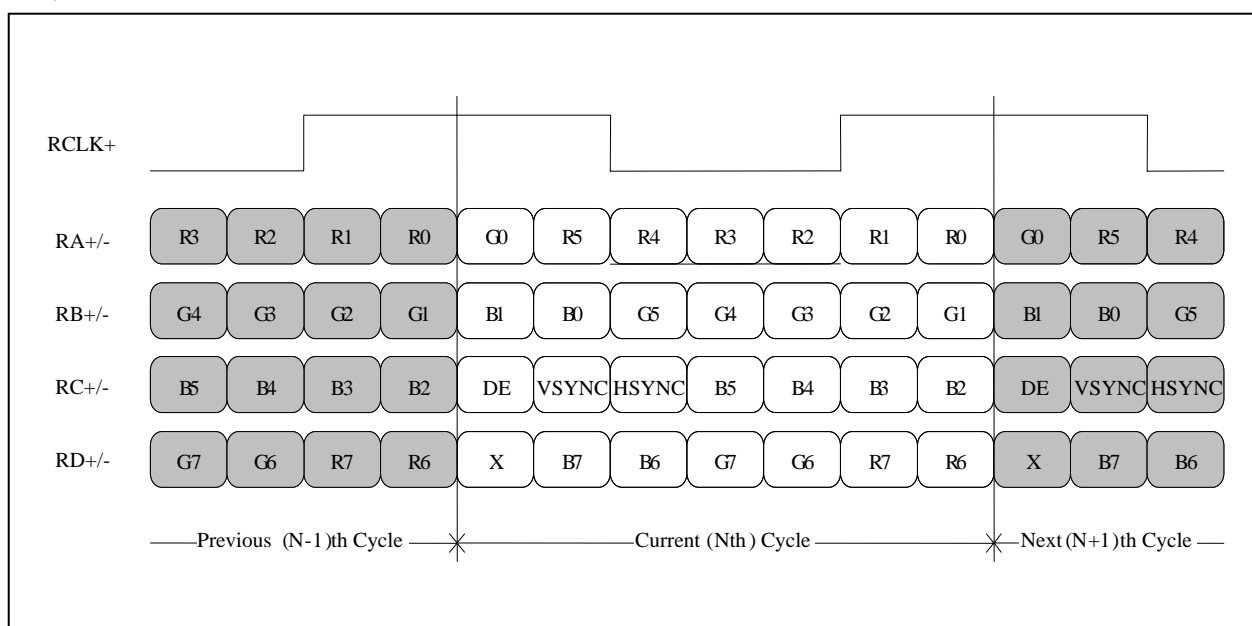 RCLK+
RA+/- R3 R2 R1 R0 G0 R5 R4 R3 R2 R1 R0 G0 R5 R4
RB+/- G4 G3 G2 G1 B1 B0 G5 G4 G3 G2 G1 B1 B0 G5
RC+/- B5 B4 B3 B2 DE VSYNC HSYNC B5 B4 B3 B2 DE VSYNC HSYNC
RD+/- G7 G6 R7 R6 X B7 B6 G7 G6 R7 R6 X B7 B6
Previous (N-1)th Cycle Current (Nth) Cycle Next (N+1)th Cycle